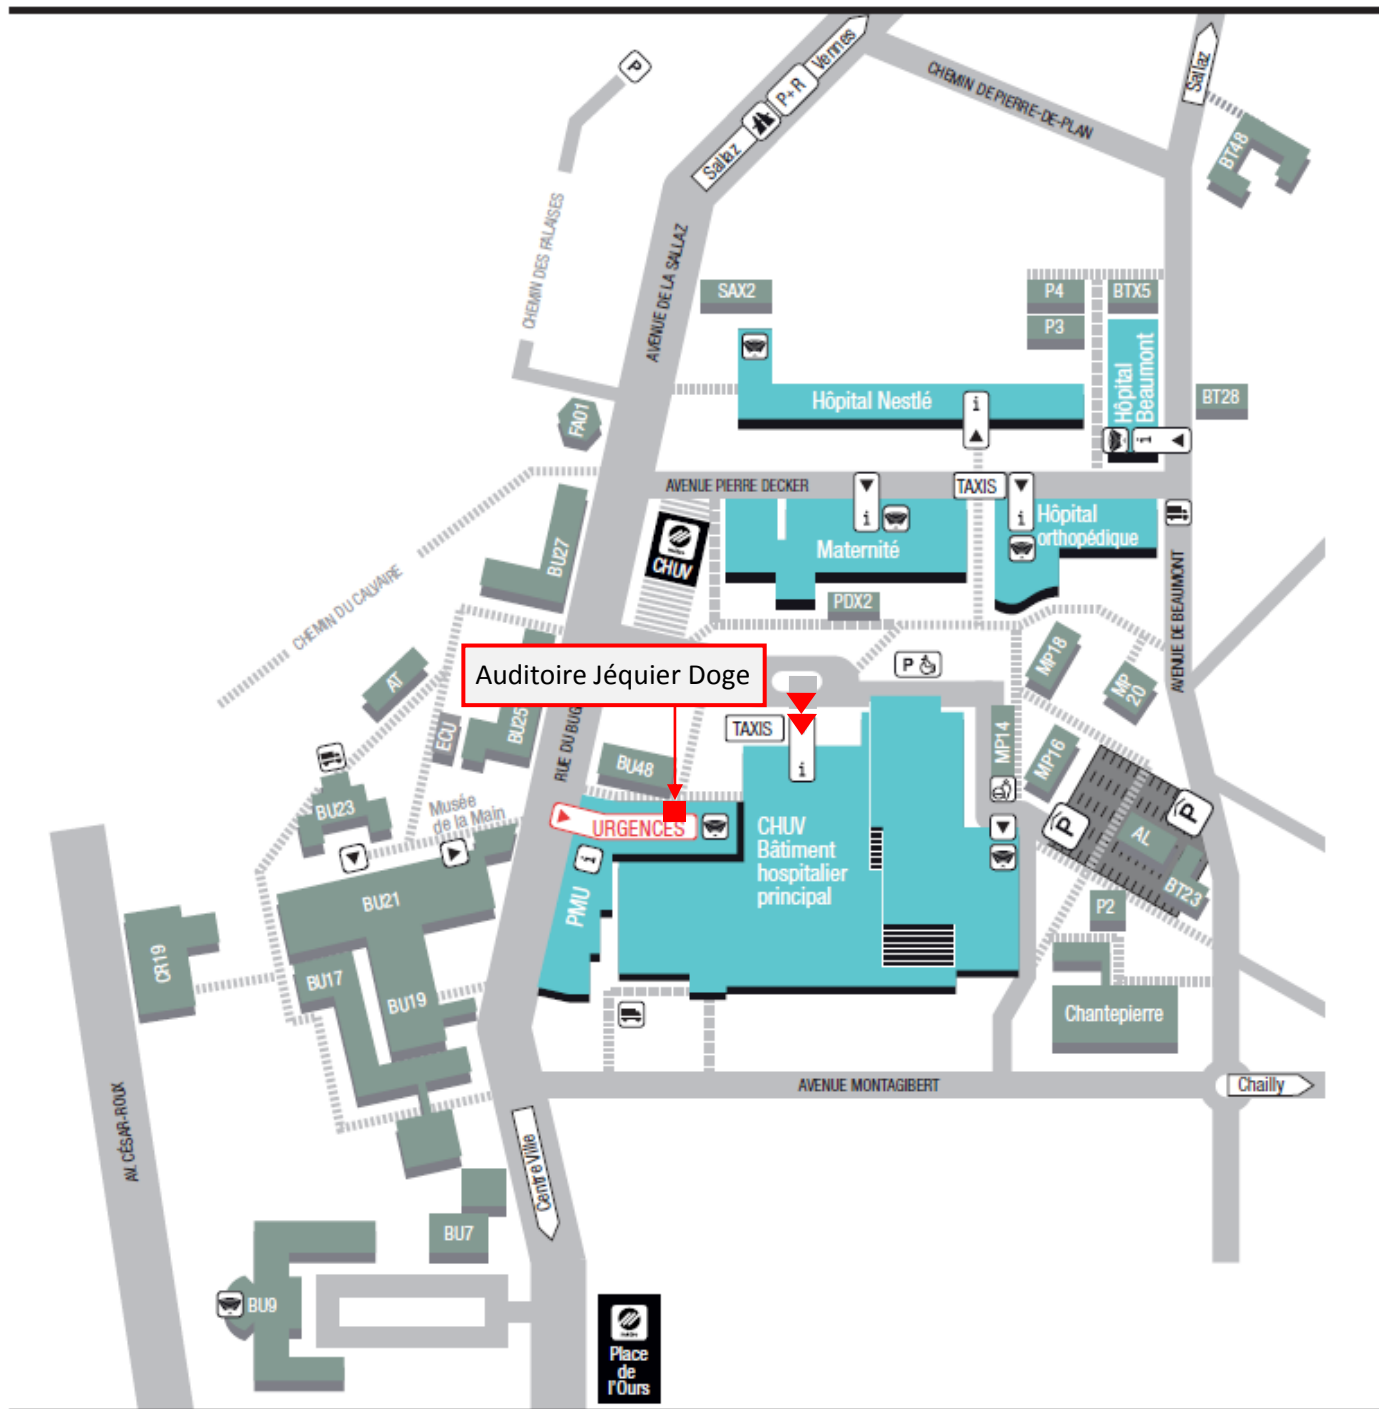 P
Vennes
P+R
Sallaz
CHEMIN DE PIERRE-DE-PLAN
Sallaz
BT48
CHEMIN DES FALAISES
AVENUE DE LA SALLAZ
SAX2
P4
BTX5
P3
Hôpital Nestlé
i
Hôpital
Beaumont
i
BT28
FA01
AVENUE PIERRE DECKER
TAXIS
i
i
Hôpital
orthopédique
Maternité
CHUV
BU27
PDX2
CHEMIN DU CALVAIRE
AVENUE DE BEAUMONT
MP18
MP
20
P
Auditoire Jéquier Doge
AT
ECU
BU25
RUE DU BUG
TAXIS
i
MP14
MP16
BU48
BU23
Musée
de la Main
URGENCES
i
PMU
CHUV
Bâtiment
hospitalier
principal
P
P
AL
BT23
P2
BU21
CR19
BU17
BU19
Chantepierre
AVENUE MONTAGIBERT
Chailly
AV. CÉSAR-ROUX
Centre Ville
BU7
BU9
Place
de
l'Ours